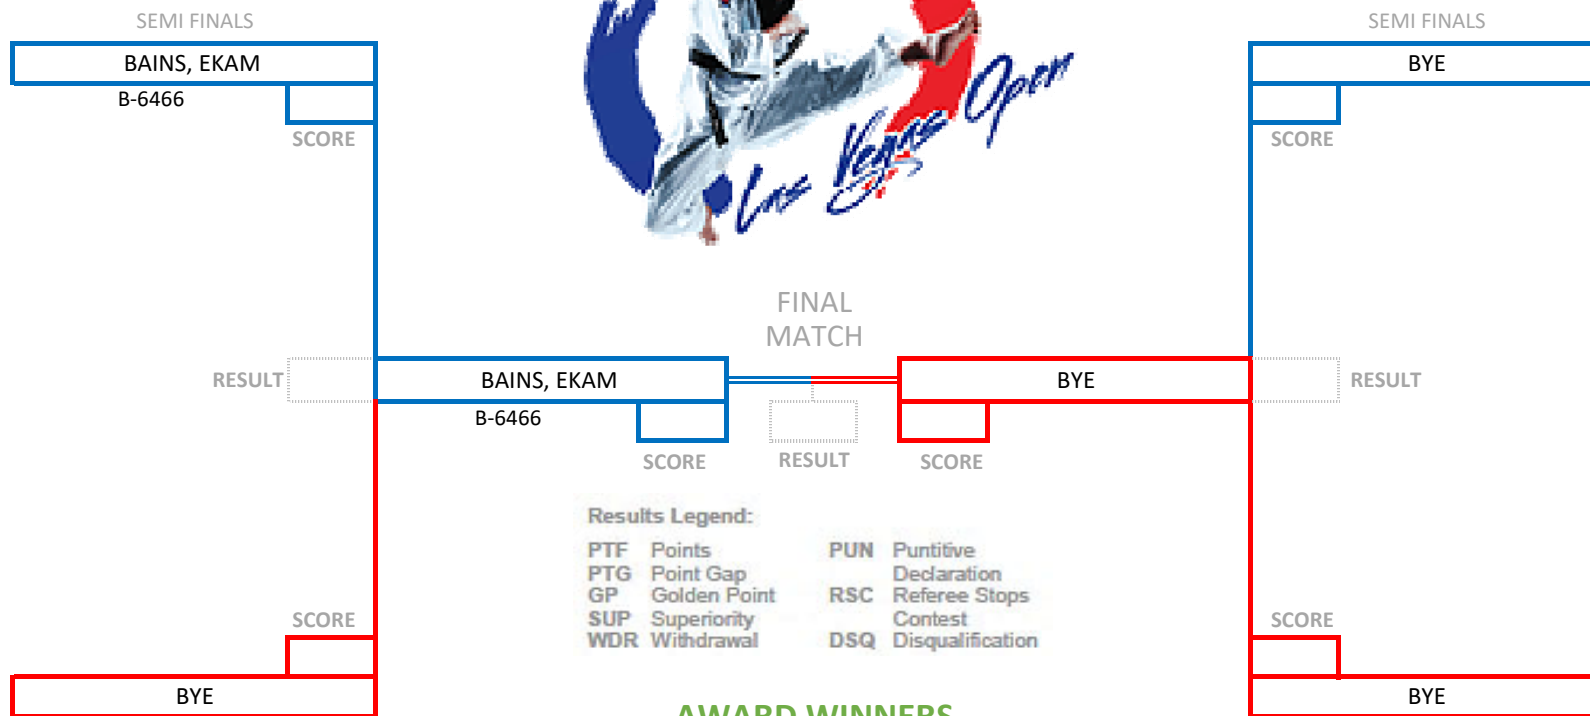 SEMI FINALS
SEMI FINALS
BAINS, EKAM
BYE
B-6466
SCORE
SCORE
Las Vegas Open
FINAL
MATCH
RESULT
BAINS, EKAM
BYE
RESULT
B-6466
SCORE
RESULT
SCORE
Results Legend:
PTF Points
PTG Point Gap
GP Golden Point
SUP Superiority
WDR Withdrawal
PUN Puntitive
Declaration
RSC Referee Stops
Contest
DSQ Disqualification
SCORE
SCORE
BYE
BYE
AWARD WINNERS